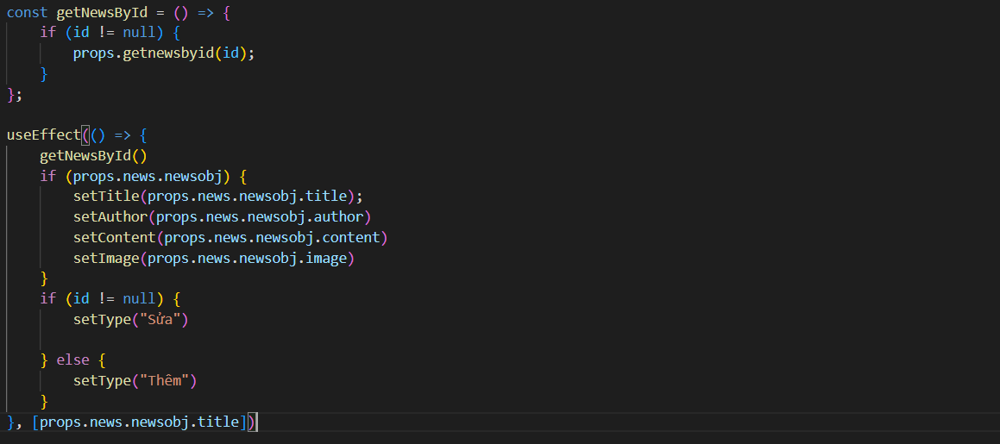 const getNewsById = () => {
    if (id != null) {
        props.getnewsbyid(id);
    }
};

useEffect(() => {
    getNewsById()
    if (props.news.newsobj) {
        setTitle(props.news.newsobj.title);
        setAuthor(props.news.newsobj.author)
        setContent(props.news.newsobj.content)
        setImage(props.news.newsobj.image)
    }
    if (id != null) {
        setType("Sửa")

    } else {
        setType("Thêm")
    }
}, [props.news.newsobj.title])